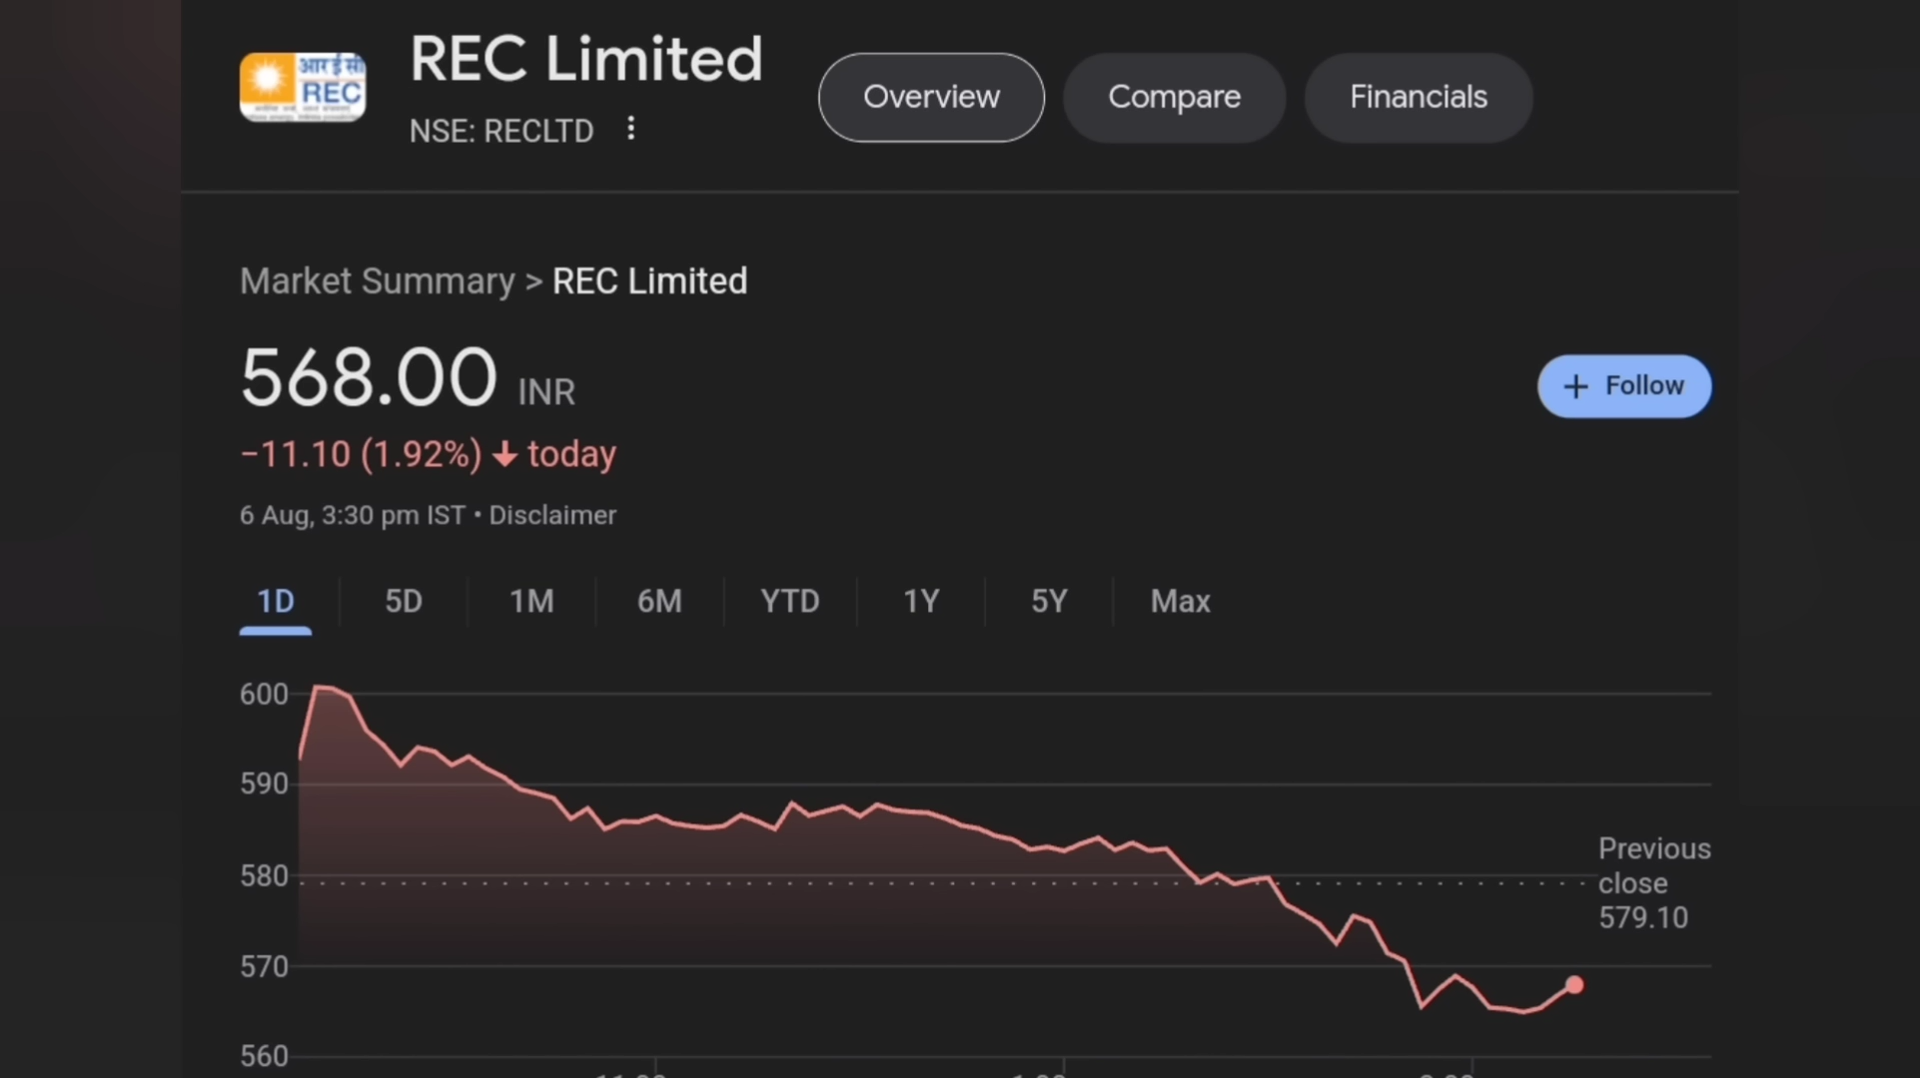 आर ई सी
REC
REC Limited
NSE: RECLTD
Overview
Compare
Financials
Market Summary > REC Limited
568.00 INR
+ Follow
−11.10 (1.92%) ↓ today
6 Aug, 3:30 pm IST • Disclaimer
1D
5D
1M
6M
YTD
1Y
5Y
Max
600
590
580
570
560
Previous
close
579.10